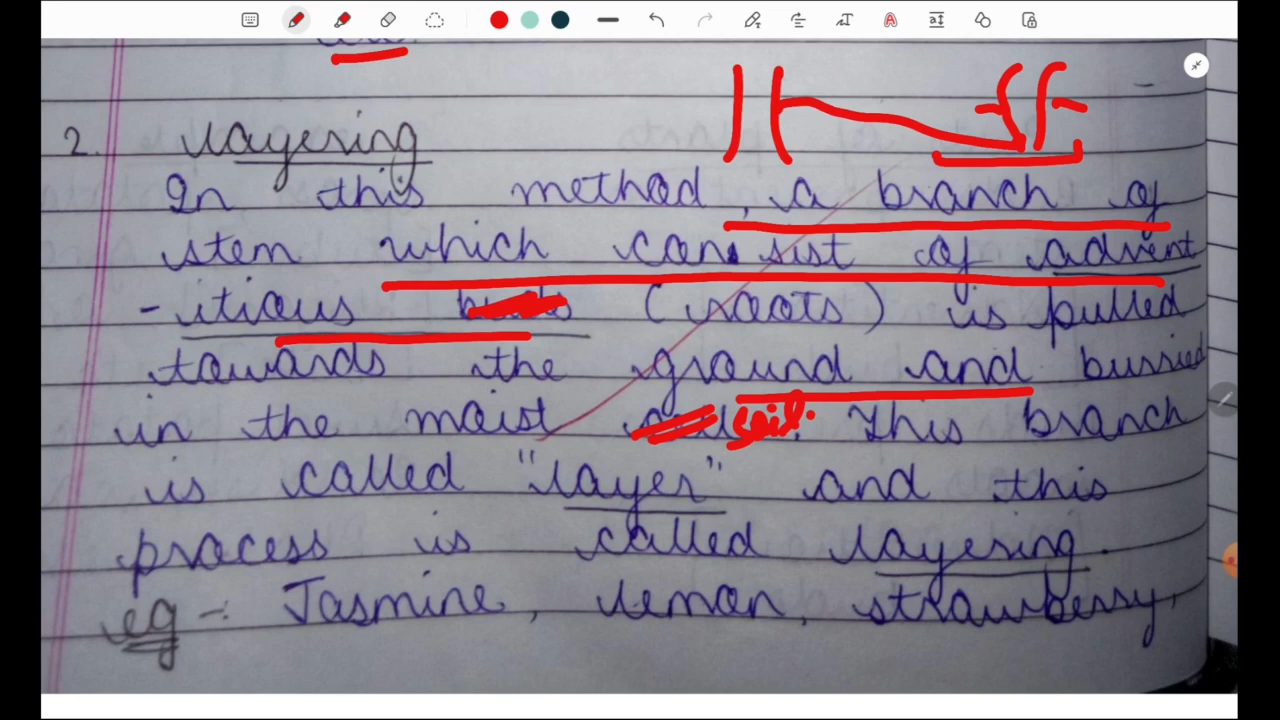 2. Layering
In this method, a branch of
stem which consist of advent
-itious buds (roots) is pulled
towards the ground and burried
in the moist soil. This branch
is called "layer" and this
process is called layering.
eg -: Jasmine, lemon, strawberry,